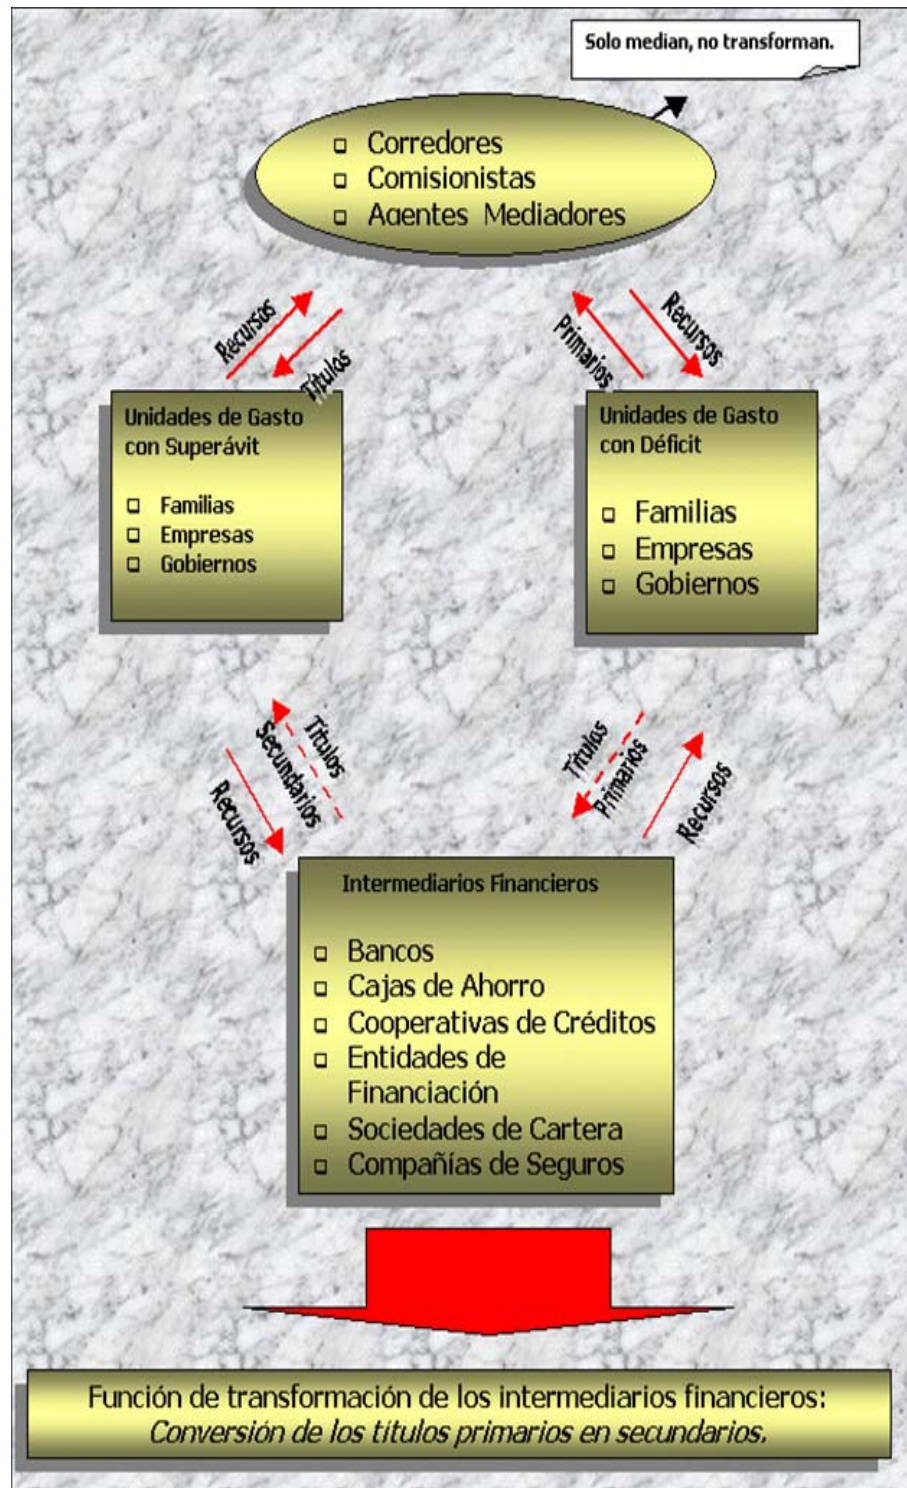 Solo median, no transforman.
Corredores
Comisionistas
Agentes Mediadores
Recursos
Títulos
Primarios
Recursos
Unidades de Gasto
con Superávit
Familias
Empresas
Gobiernos
Unidades de Gasto
con Déficit
Familias
Empresas
Gobiernos
Recursos
Títulos
Secundarios
Títulos
Primarios
Recursos
Intermediarios Financieros
Bancos
Cajas de Ahorro
Cooperativas de Créditos
Entidades de
Financiación
Sociedades de Cartera
Compañías de Seguros
Función de transformación de los intermediarios financieros:
Conversión de los títulos primarios en secundarios.